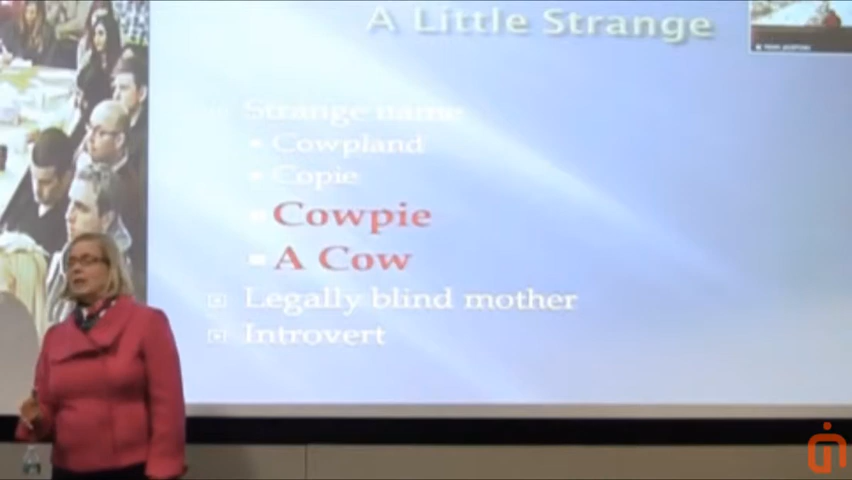 A Little Strange
Strange name
Cowpland
Copie
Cowpie
A Cow
Legally blind mother
Introvert